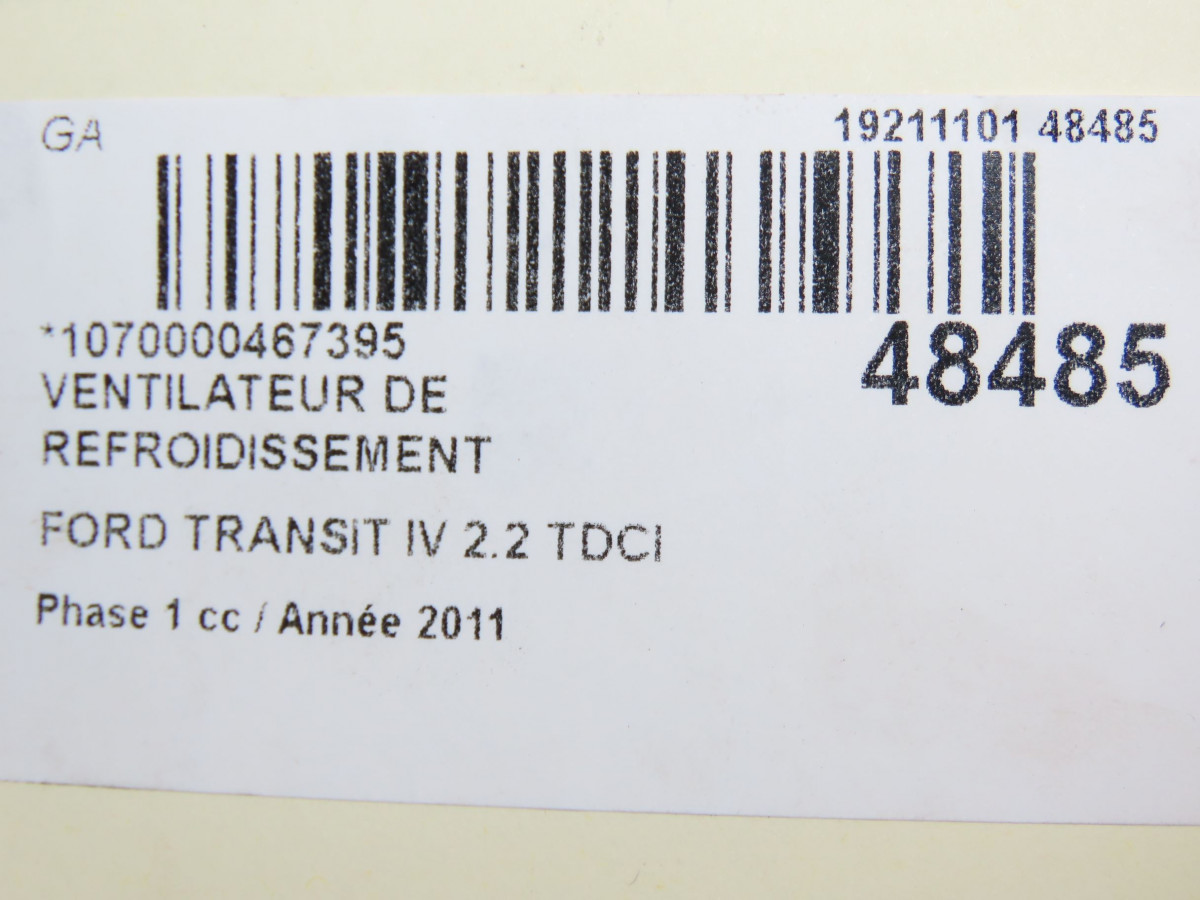 GA
19211101 48485
*1070000467395
48485
VENTILATEUR DE
REFROIDISSEMENT
FORD TRANSIT IV 2.2 TDCI
Phase 1 cc / Année 2011